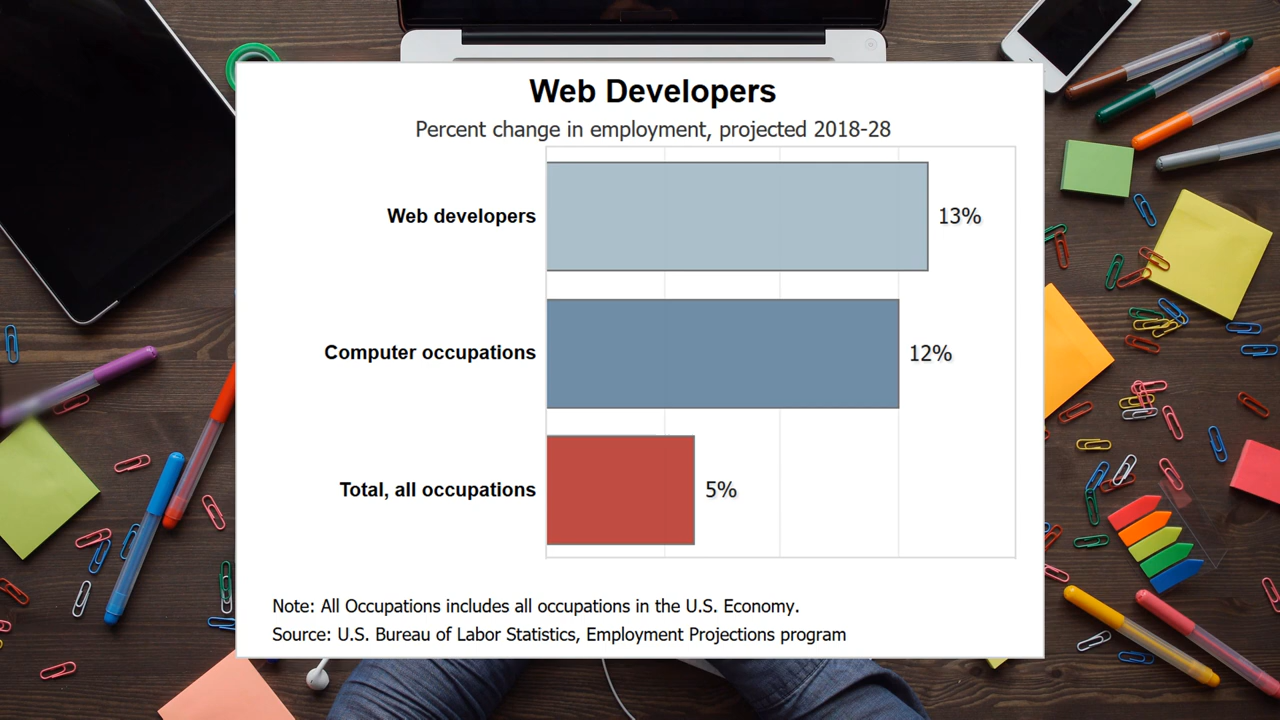 Web Developers
Percent change in employment, projected 2018-28
Web developers
13%
Computer occupations
12%
Total, all occupations
5%
Note: All Occupations includes all occupations in the U.S. Economy.
Source: U.S. Bureau of Labor Statistics, Employment Projections program